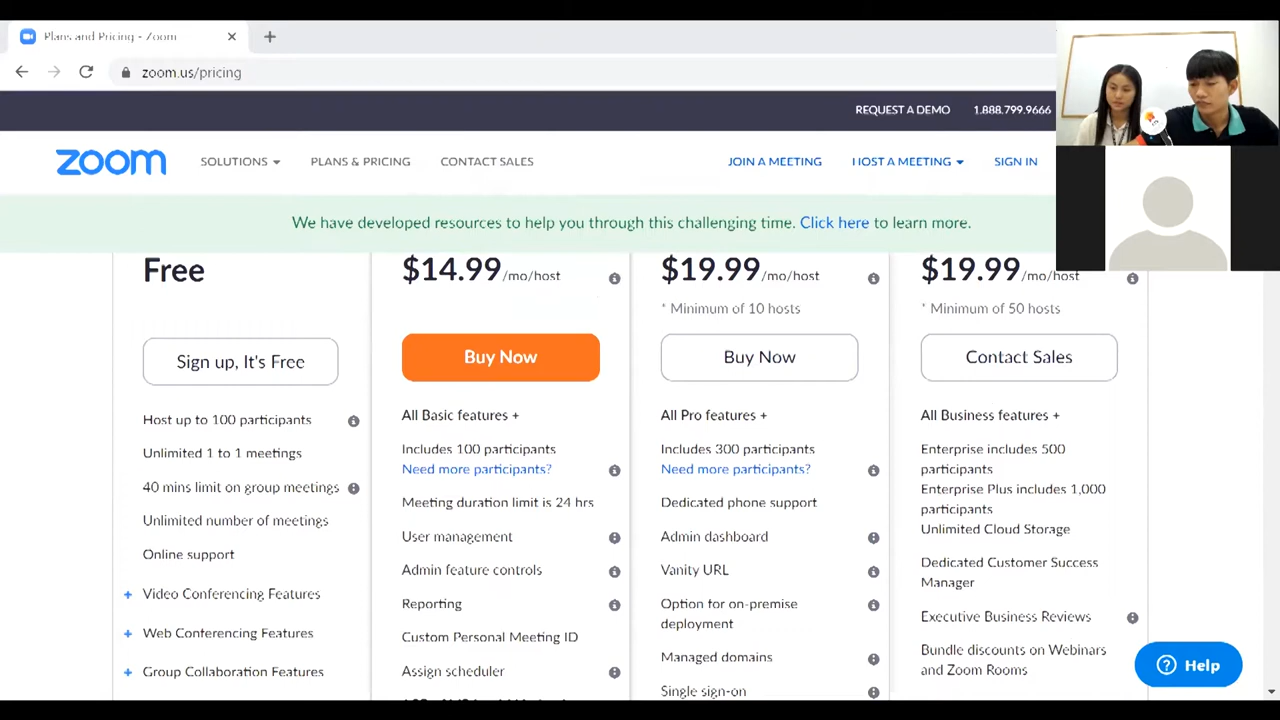 Plans and Pricing - Zoom
zoom.us/pricing
REQUEST A DEMO 1.888.799.9666
zoom SOLUTIONS PLANS & PRICING CONTACT SALES JOIN A MEETING HOST A MEETING SIGN IN
We have developed resources to help you through this challenging time. Click here to learn more.
Free
Sign up, It's Free
Host up to 100 participants
Unlimited 1 to 1 meetings
40 mins limit on group meetings
Unlimited number of meetings
Online support
+ Video Conferencing Features
+ Web Conferencing Features
+ Group Collaboration Features
$14.99/mo/host
Buy Now
All Basic features +
Includes 100 participants
Need more participants?
Meeting duration limit is 24 hrs
User management
Admin feature controls
Reporting
Custom Personal Meeting ID
Assign scheduler
$19.99/mo/host
* Minimum of 10 hosts
Buy Now
All Pro features +
Includes 300 participants
Need more participants?
Dedicated phone support
Admin dashboard
Vanity URL
Option for on-premise
deployment
Managed domains
Single sign-on
$19.99/mo/host
* Minimum of 50 hosts
Contact Sales
All Business features +
Enterprise includes 500
participants
Enterprise Plus includes 1,000
participants
Unlimited Cloud Storage
Dedicated Customer Success
Manager
Executive Business Reviews
Bundle discounts on Webinars
and Zoom Rooms
Help